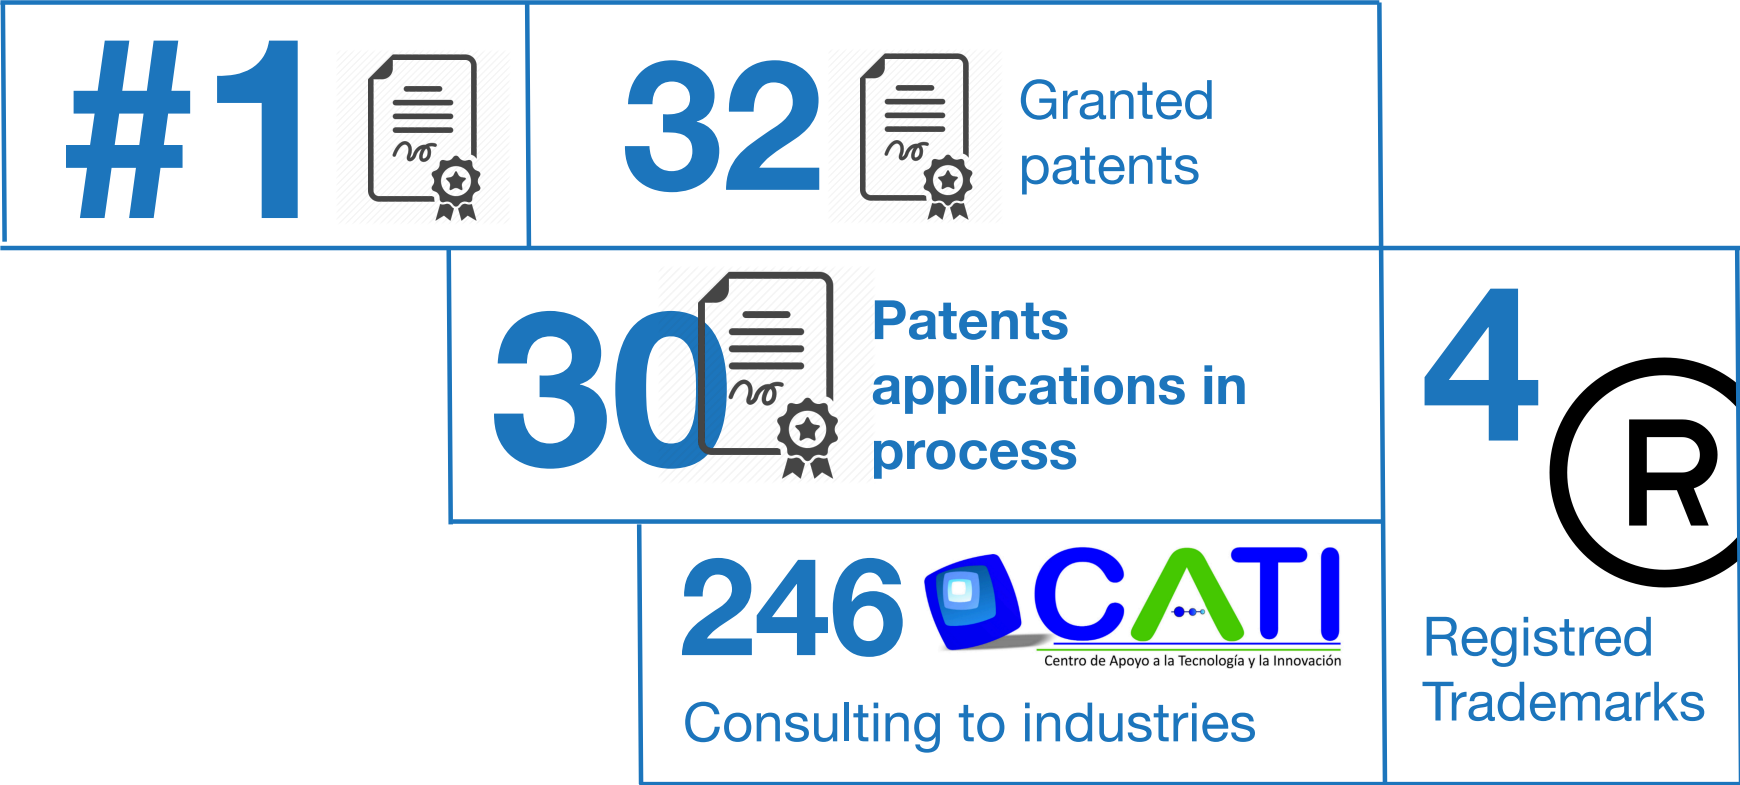 #1
32
Granted
patents
30
Patents
applications in
process
4
R
Registred
Trademarks
246
CATI
Centro de Apoyo a la Tecnología y la Innovación
Consulting to industries